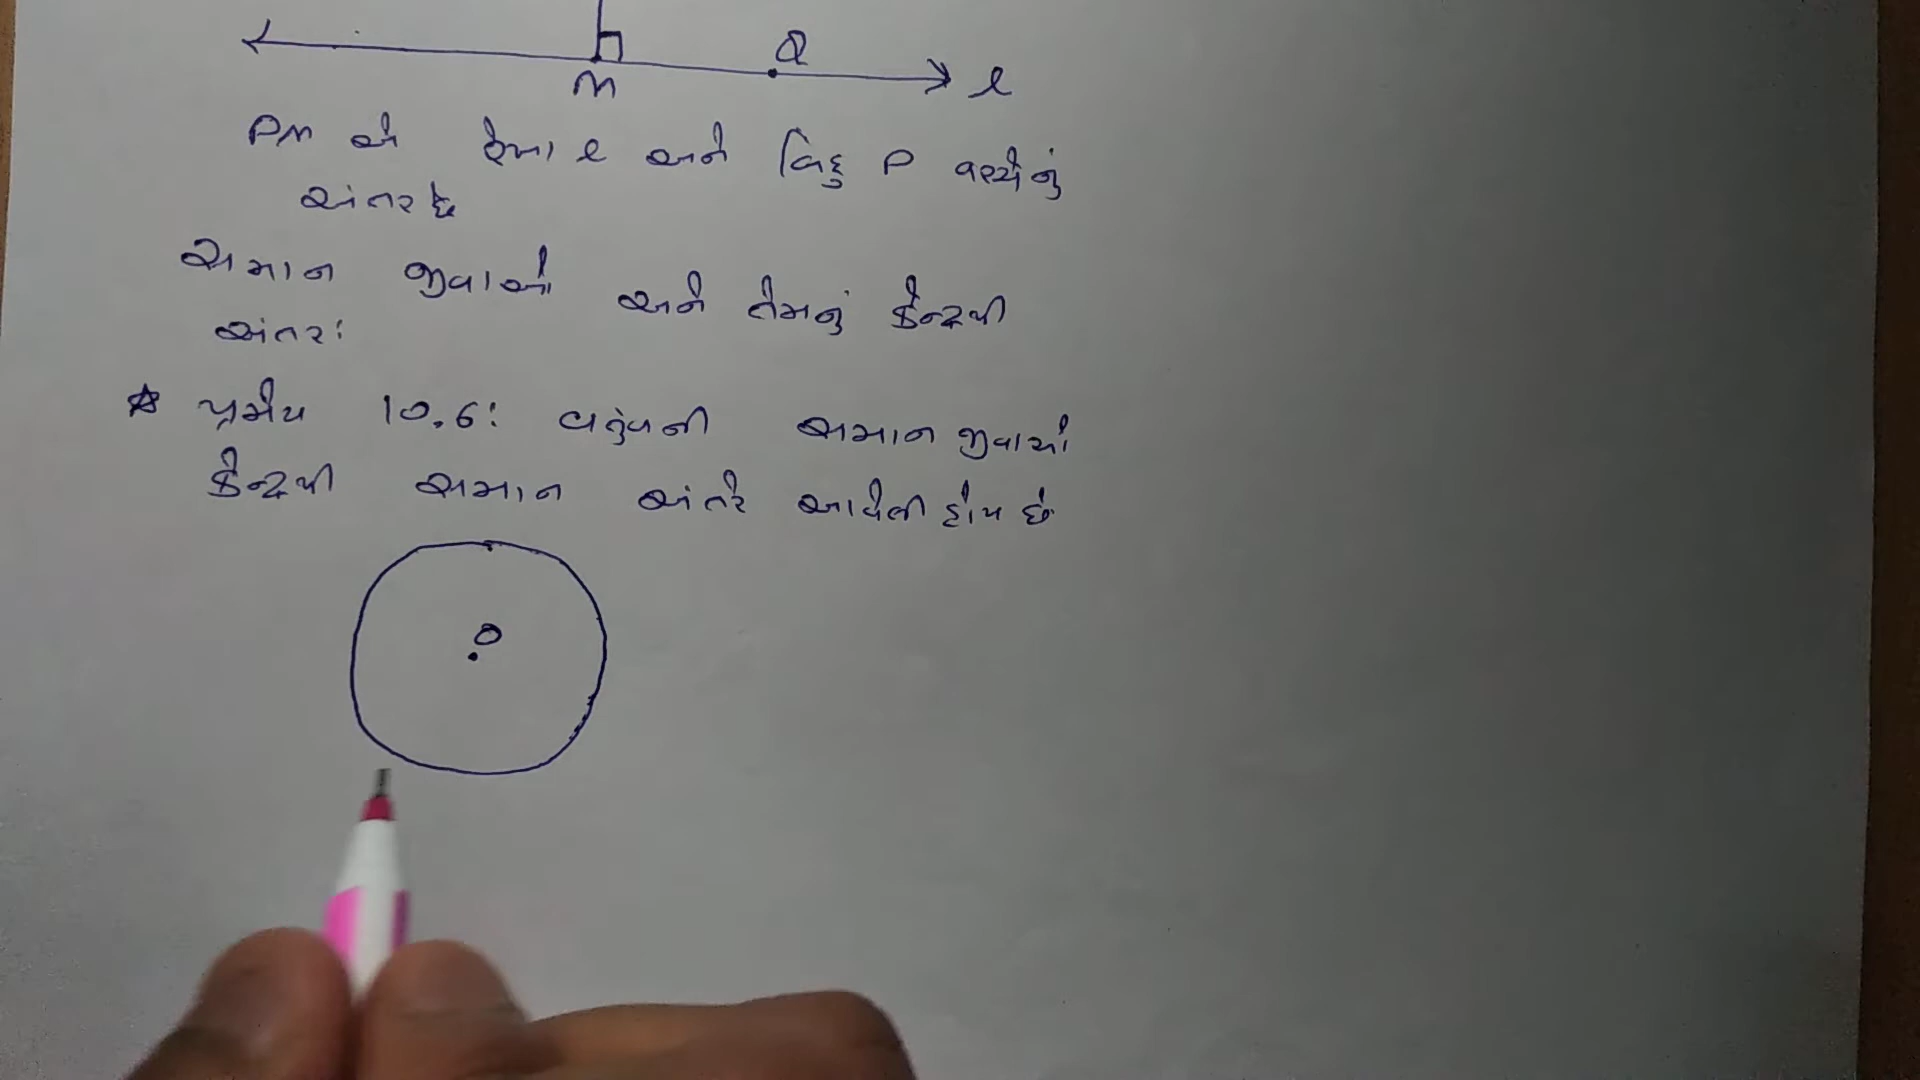 Q
M
l
PM એ રેખા l અને બિંદુ P વચ્ચેનું
અંતર છે
સમાન જીવાઓ અને તેમનું કેન્દ્રથી
અંતર:
☆ પ્રમેય 10.6: વર્તુળની સમાન જીવાઓ
કેન્દ્રથી સમાન અંતરે આવેલી હોય છે
O